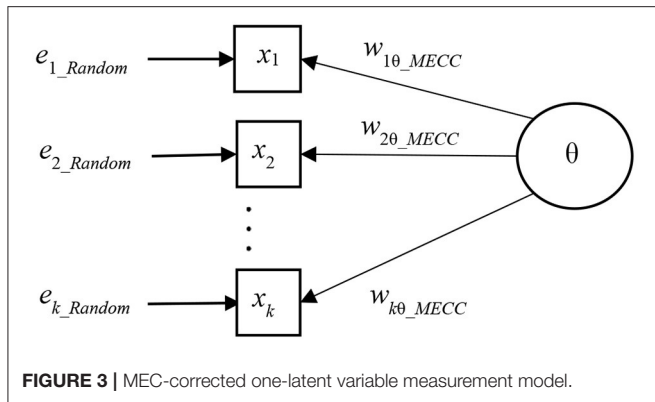 e₁_Random x₁ w₁θ_MECC
e₂_Random x₂ w₂θ_MECC θ
eₖ_Random xₖ wₖθ_MECC
FIGURE 3 | MEC-corrected one-latent variable measurement model.